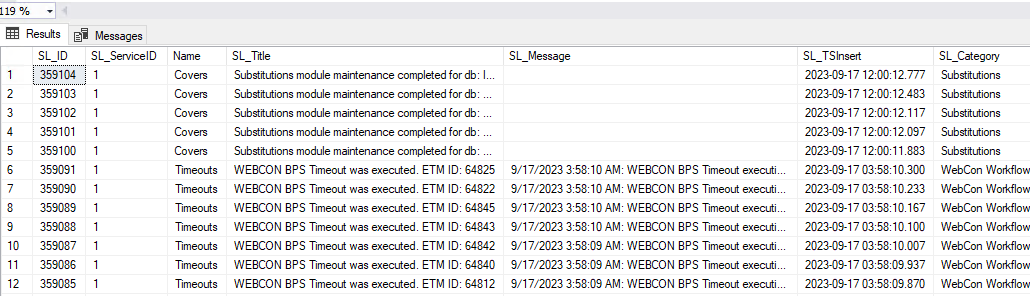 119 %
Results Messages
SL_ID SL_ServiceID Name SL_Title SL_Message SL_TSInsert SL_Category
1 359104 1 Covers Substitutions module maintenance completed for db: I... 2023-09-17 12:00:12.777 Substitutions
2 359103 1 Covers Substitutions module maintenance completed for db: ... 2023-09-17 12:00:12.483 Substitutions
3 359102 1 Covers Substitutions module maintenance completed for db: ... 2023-09-17 12:00:12.117 Substitutions
4 359101 1 Covers Substitutions module maintenance completed for db: ... 2023-09-17 12:00:12.097 Substitutions
5 359100 1 Covers Substitutions module maintenance completed for db: ... 2023-09-17 12:00:11.883 Substitutions
6 359091 1 Timeouts WEBCON BPS Timeout was executed. ETM ID: 64825 9/17/2023 3:58:10 AM: WEBCON BPS Timeout executi... 2023-09-17 03:58:10.300 WebCon Workflow
7 359090 1 Timeouts WEBCON BPS Timeout was executed. ETM ID: 64822 9/17/2023 3:58:10 AM: WEBCON BPS Timeout executi... 2023-09-17 03:58:10.233 WebCon Workflow
8 359089 1 Timeouts WEBCON BPS Timeout was executed. ETM ID: 64845 9/17/2023 3:58:10 AM: WEBCON BPS Timeout executi... 2023-09-17 03:58:10.167 WebCon Workflow
9 359088 1 Timeouts WEBCON BPS Timeout was executed. ETM ID: 64843 9/17/2023 3:58:10 AM: WEBCON BPS Timeout executi... 2023-09-17 03:58:10.100 WebCon Workflow
10 359087 1 Timeouts WEBCON BPS Timeout was executed. ETM ID: 64842 9/17/2023 3:58:09 AM: WEBCON BPS Timeout executi... 2023-09-17 03:58:10.007 WebCon Workflow
11 359086 1 Timeouts WEBCON BPS Timeout was executed. ETM ID: 64840 9/17/2023 3:58:09 AM: WEBCON BPS Timeout executi... 2023-09-17 03:58:09.937 WebCon Workflow
12 359085 1 Timeouts WEBCON BPS Timeout was executed. ETM ID: 64812 9/17/2023 3:58:09 AM: WEBCON BPS Timeout executi... 2023-09-17 03:58:09.870 WebCon Workflow